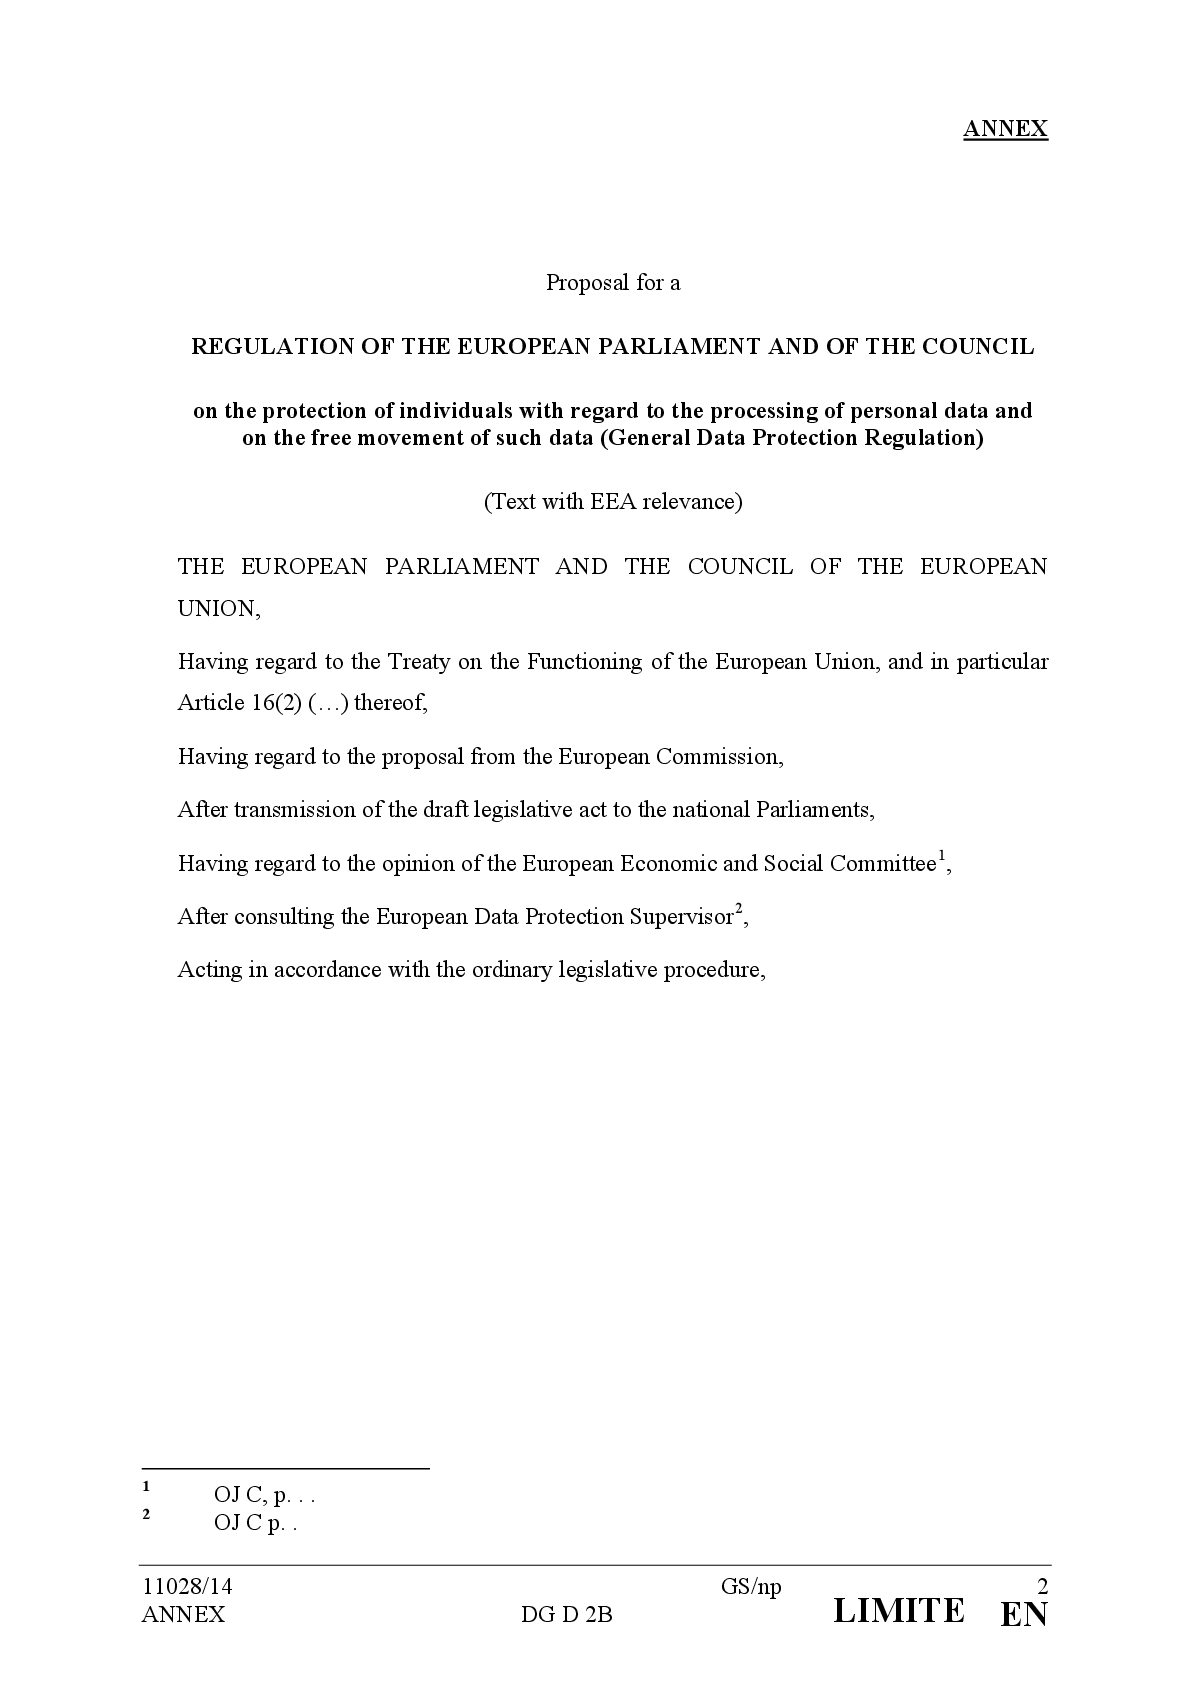 ANNEX
Proposal for a
REGULATION OF THE EUROPEAN PARLIAMENT AND OF THE COUNCIL
on the protection of individuals with regard to the processing of personal data and
on the free movement of such data (General Data Protection Regulation)
(Text with EEA relevance)
THE EUROPEAN PARLIAMENT AND THE COUNCIL OF THE EUROPEAN
UNION,
Having regard to the Treaty on the Functioning of the European Union, and in particular
Article 16(2) (…) thereof,
Having regard to the proposal from the European Commission,
After transmission of the draft legislative act to the national Parliaments,
Having regard to the opinion of the European Economic and Social Committee1,
After consulting the European Data Protection Supervisor2,
Acting in accordance with the ordinary legislative procedure,
1 OJ C, p. . .
2 OJ C p. .
11028/14 GS/np 2
ANNEX DG D 2B LIMITE EN